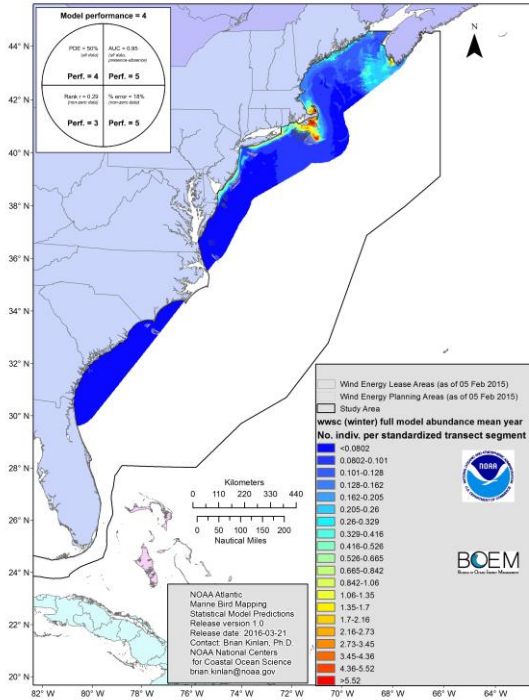 Model performance = 4
PDE = 50%
(all data)
Perf. = 4
AUC = 0.95
(all data,
presence-absence)
Perf. = 5
Rank r = 0.29
(non-zero data)
Perf. = 3
% error = 18%
(non-zero data)
Perf. = 5
N
44° N
42° N
40° N
38° N
36° N
34° N
32° N
30° N
28° N
26° N
24° N
22° N
20° N
82° W
80° W
78° W
76° W
74° W
72° W
70° W
68° W
66° W
64° W
Kilometers
0 110 220 330 440
0 50 100 150 200
Nautical Miles
NOAA Atlantic
Marine Bird Mapping
Statistical Model Predictions
Release version 1.0
Release date: 2016-03-21
Contact: Brian Kinlan, Ph.D.
NOAA National Centers
for Coastal Ocean Science
brian.kinlan@noaa.gov
Wind Energy Lease Areas (as of 05 Feb 2015)
Wind Energy Planning Areas (as of 05 Feb 2015)
Study Area
wwsc (winter) full model abundance mean year
No. indiv. per standardized transect segment
<0.0802
0.0802-0.101
0.101-0.128
0.128-0.162
0.162-0.205
0.205-0.26
0.26-0.329
0.329-0.416
0.416-0.526
0.526-0.665
0.665-0.842
0.842-1.06
1.06-1.35
1.35-1.7
1.7-2.16
2.16-2.73
2.73-3.45
3.45-4.36
4.36-5.52
>5.52
NOAA
BOEM
Bureau of Ocean Energy Management